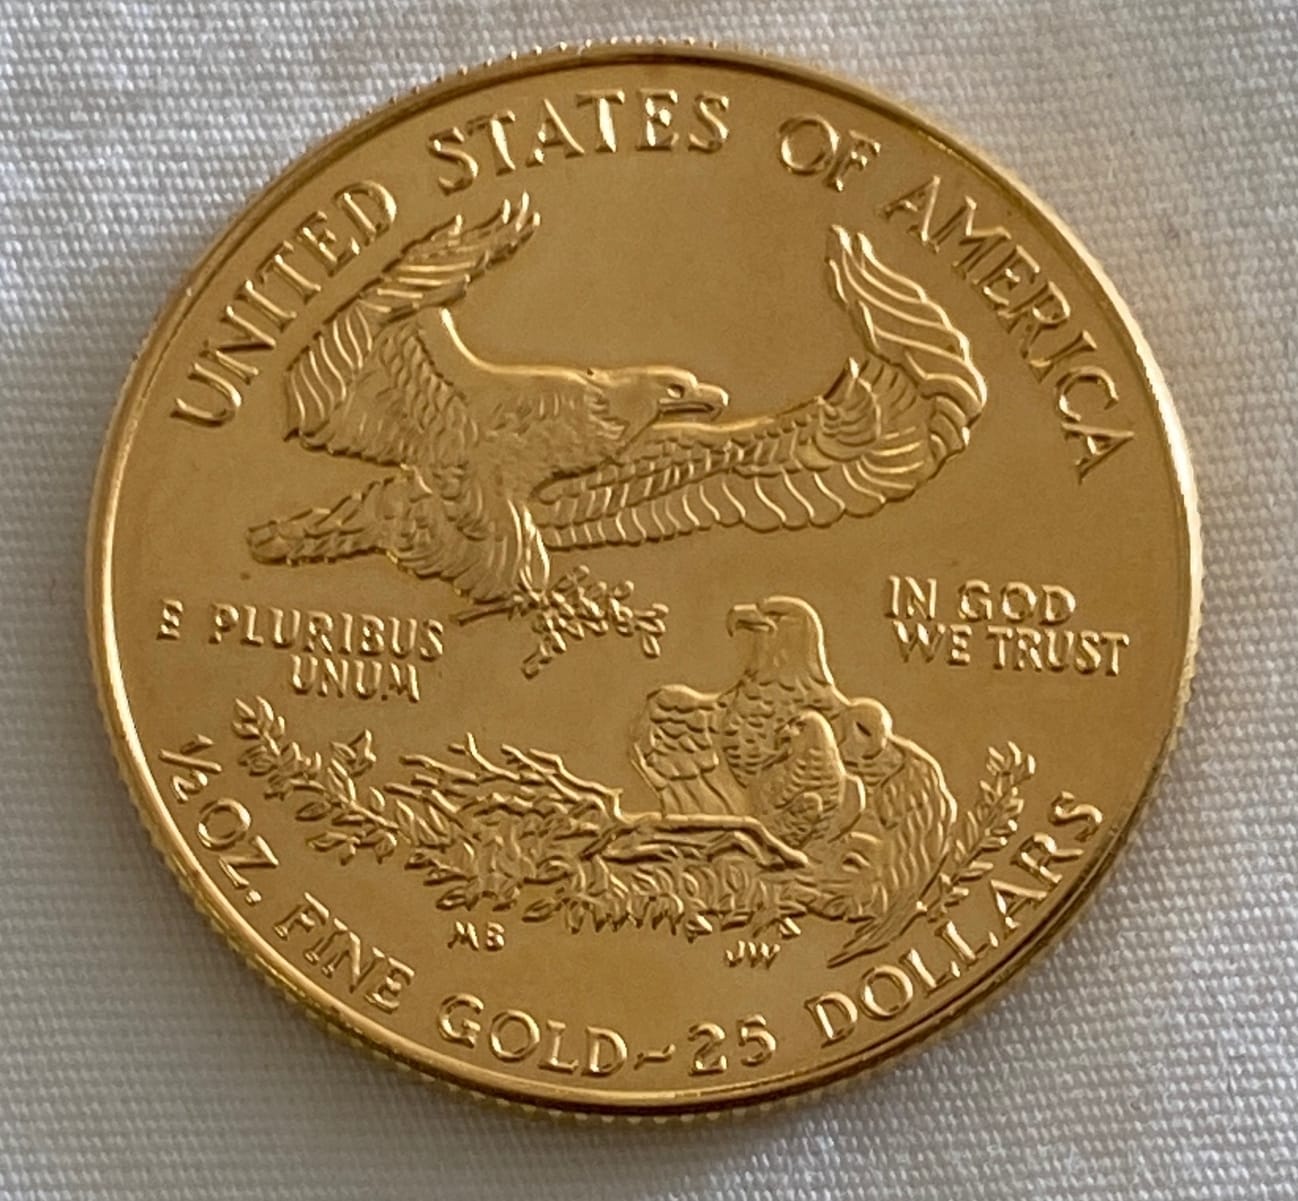 UNITED STATES OF AMERICA
E PLURIBUS
UNUM
IN GOD
WE TRUST
MB
JW
1/2 OZ. FINE GOLD~25 DOLLARS